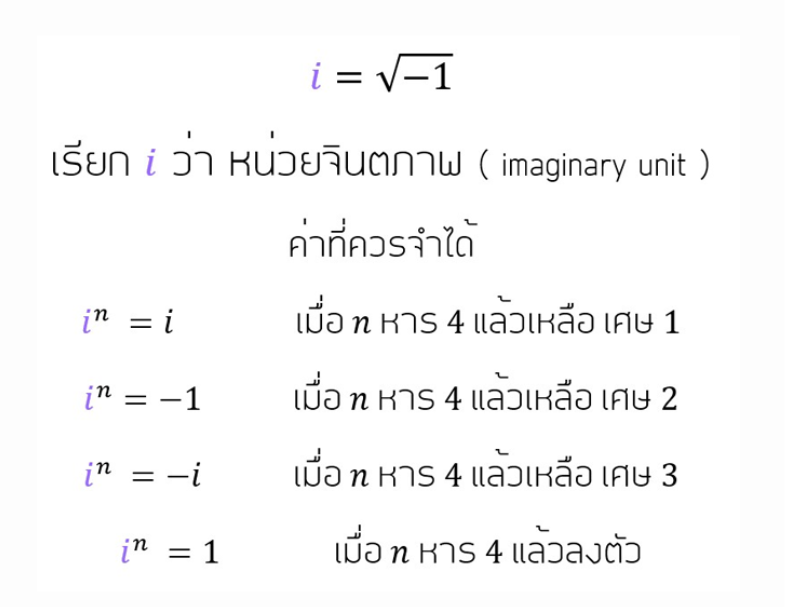 i = √−1
เรียก i ว่า หน่วยจินตภาพ ( imaginary unit )
ค่าที่ควรจำได้
iⁿ = i เมื่อ n หาร 4 แล้วเหลือ เศษ 1
iⁿ = −1 เมื่อ n หาร 4 แล้วเหลือ เศษ 2
iⁿ = −i เมื่อ n หาร 4 แล้วเหลือ เศษ 3
iⁿ = 1 เมื่อ n หาร 4 แล้วลงตัว